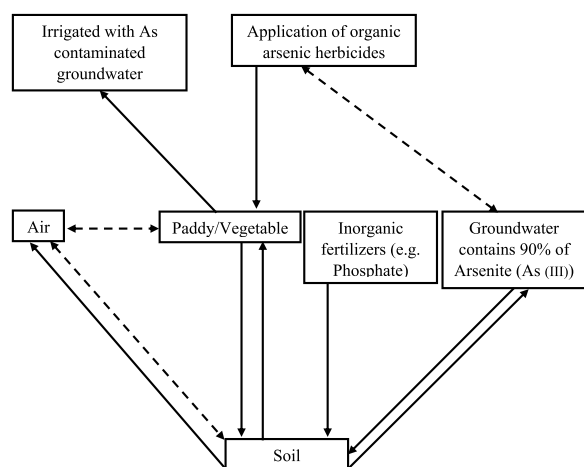 Irrigated with As
contaminated
groundwater
Application of organic
arsenic herbicides
Air
Paddy/Vegetable
Inorganic
fertilizers (e.g.
Phosphate)
Groundwater
contains 90% of
Arsenite (As (III))
Soil